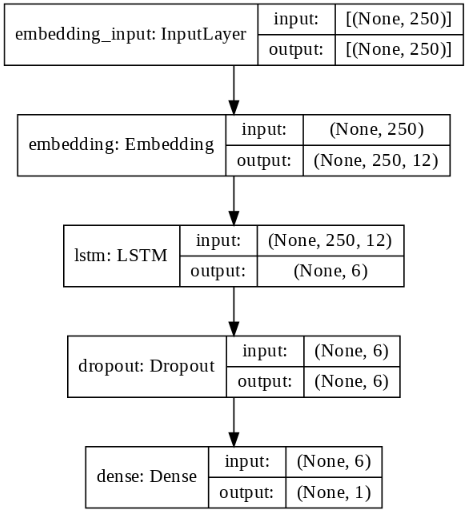 embedding_input: InputLayer
input: [(None, 250)]
output: [(None, 250)]
embedding: Embedding
input: (None, 250)
output: (None, 250, 12)
lstm: LSTM
input: (None, 250, 12)
output: (None, 6)
dropout: Dropout
input: (None, 6)
output: (None, 6)
dense: Dense
input: (None, 6)
output: (None, 1)